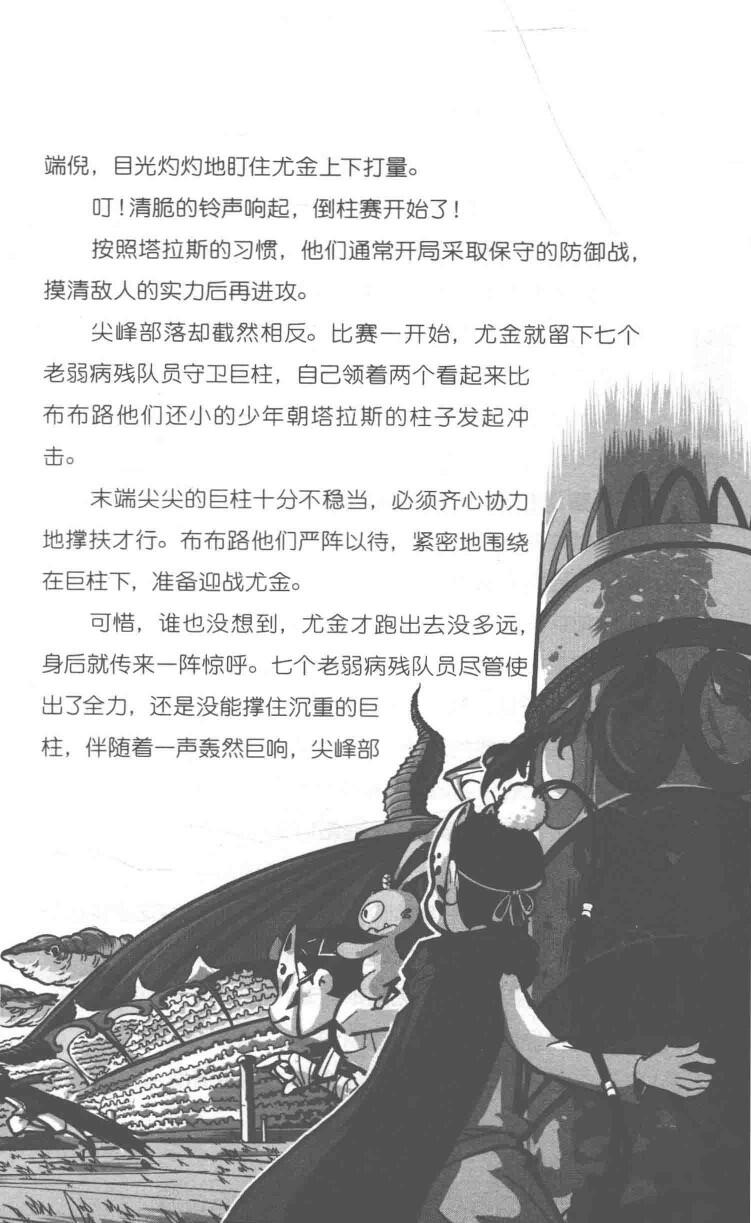 端倪，目光灼灼地盯住尤金上下打量。
叮！清脆的铃声响起，倒柱赛开始了！
按照塔拉斯的习惯，他们通常开局采取保守的防御战，
摸清敌人的实力后再进攻。
尖峰部落却截然相反。比赛一开始，尤金就留下七个
老弱病残队员守卫巨柱，自己领着两个看起来比
布布路他们还小的少年朝塔拉斯的柱子发起冲
击。
末端尖尖的巨柱十分不稳当，必须齐心协力
地撑扶才行。布布路他们严阵以待，紧密地围绕
在巨柱下，准备迎战尤金。
可惜，谁也没想到，尤金才跑出去没多远，
身后就传来一阵惊呼。七个老弱病残队员尽管使
出了全力，还是没能撑住沉重的巨
柱，伴随着一声轰然巨响，尖峰部